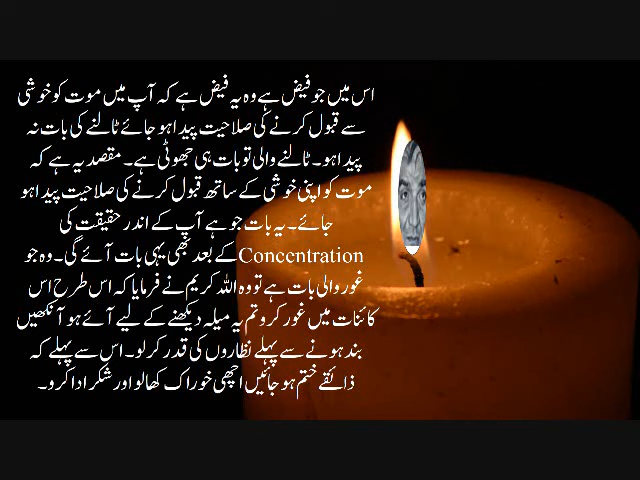 اس میں جو فیض ہے وہ یہ فیض ہے کہ آپ میں موت کو خوشی
سے قبول کرنے کی صلاحیت پیدا ہو جائے ٹالنے کی بات نہ
پیدا ہو۔ ٹالنے والی تو بات ہی جھوٹی ہے۔ مقصد یہ ہے کہ
موت کو اپنی خوشی کے ساتھ قبول کرنے کی صلاحیت پیدا ہو
جائے۔ یہ بات جو ہے آپ کے اندر حقیقت کی
Concentration کے بعد بھی یہی بات آئے گی۔ وہ جو
غور والی بات ہے تو وہ اللہ کریم نے فرمایا کہ اس طرح اس
کائنات میں غور کرو تم یہ میلہ دیکھنے کے لیے آئے ہو آنکھیں
بند ہونے سے پہلے نظاروں کی قدر کر لو۔ اس سے پہلے کہ
ذائقے ختم ہو جائیں اچھی خوراک کھا لو اور شکر ادا کرو۔